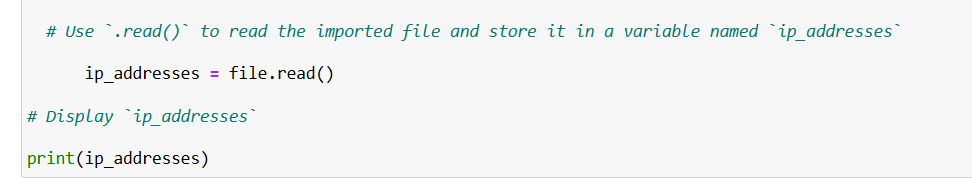 # Use `.read()` to read the imported file and store it in a variable named `ip_addresses`
ip_addresses = file.read()
# Display `ip_addresses`
print(ip_addresses)